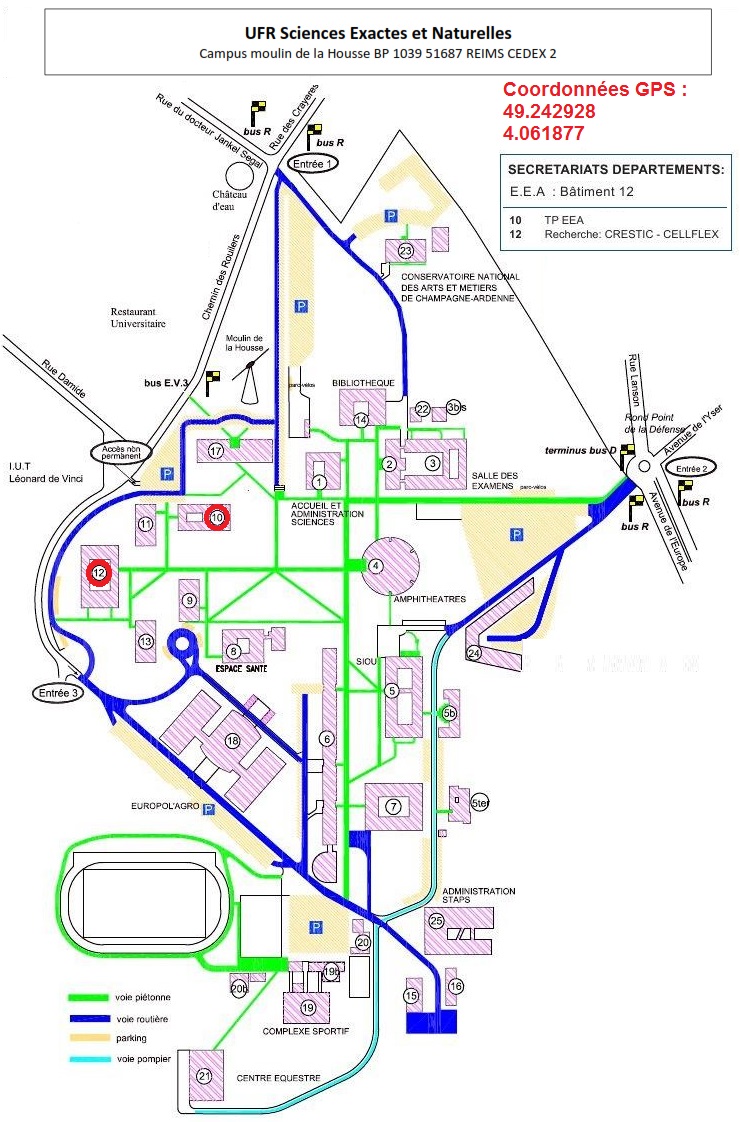 UFR Sciences Exactes et Naturelles
Campus moulin de la Housse BP 1039 51687 REIMS CEDEX 2
Coordonnées GPS :
49.242928
4.061877
SECRETARIATS DEPARTEMENTS:
E.E.A : Bâtiment 12
10 TP EEA
12 Recherche: CRESTIC - CELLFLEX
Rue du docteur Jankel Segal
bus R
Rue des Crayeres
bus R
Entrée 1
Château
d'eau
P
23
CONSERVATOIRE NATIONAL
DES ARTS ET METIERS
DE CHAMPAGNE-ARDENNE
Chemin des Rouliers
P
Restaurant
Universitaire
Moulin de
la Housse
Rue Damide
bus E.V.3
parc-vélos
BIBLIOTHEQUE
14
22
3bis
Rue Lanson
Rond Point
de la Défense
Avenue de l'Yser
terminus bus D
Entrée 2
bus R
bus R
Avenue de l'Europe
Accès non
permanent
I.U.T
Léonard de Vinci
P
17
1
2
3
SALLE DES
EXAMENS
parc-vélos
ACCUEIL ET
ADMINISTRATION
SCIENCES
11
10
P
12
4
AMPHITHEATRES
9
13
8
ESPACE SANTE
SIOU
24
Entrée 3
5
5b
18
6
EUROPOL'AGRO
P
7
5ter
ADMINISTRATION
STAPS
25
P
20
19b
20b
19
COMPLEXE SPORTIF
15
16
voie piétonne
voie routière
parking
voie pompier
21
CENTRE EQUESTRE